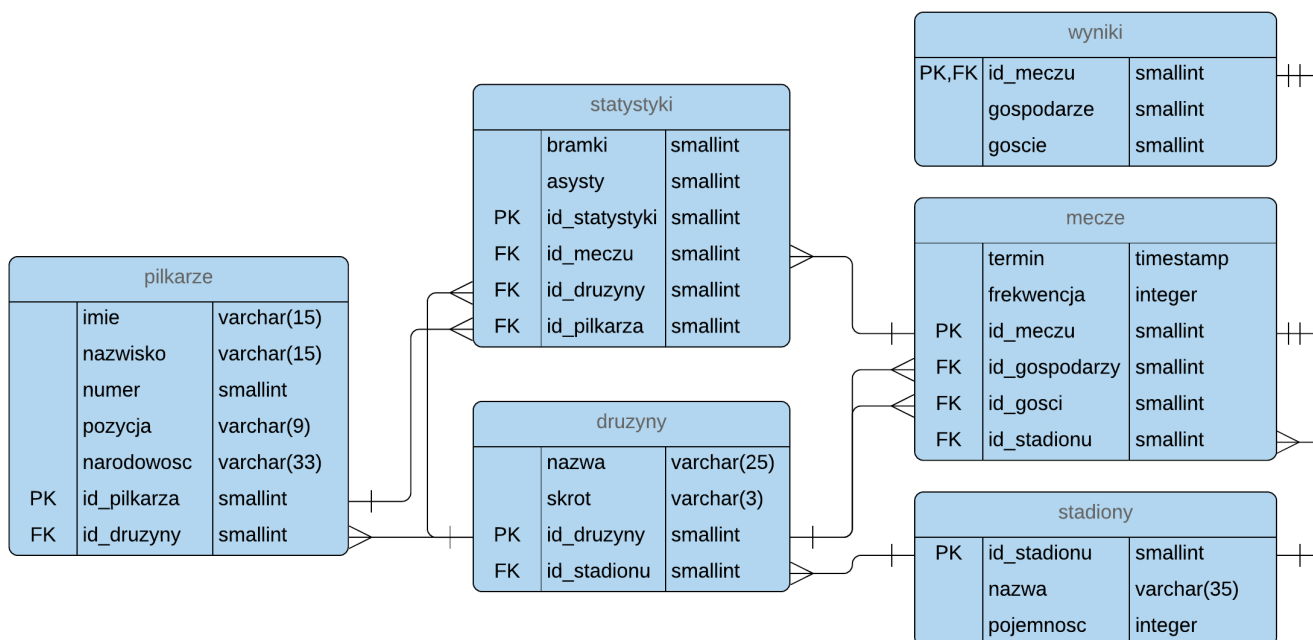 wyniki
PK,FK id_meczu smallint
gospodarze smallint
goscie smallint
statystyki
bramki smallint
asysty smallint
PK id_statystyki smallint
FK id_meczu smallint
FK id_druzyny smallint
FK id_pilkarza smallint
mecze
termin timestamp
frekwencja integer
PK id_meczu smallint
FK id_gospodarzy smallint
FK id_gosci smallint
FK id_stadionu smallint
pilkarze
imie varchar(15)
nazwisko varchar(15)
numer smallint
pozycja varchar(9)
narodowosc varchar(33)
PK id_pilkarza smallint
FK id_druzyny smallint
druzyny
nazwa varchar(25)
skrot varchar(3)
PK id_druzyny smallint
FK id_stadionu smallint
stadiony
PK id_stadionu smallint
nazwa varchar(35)
pojemnosc integer